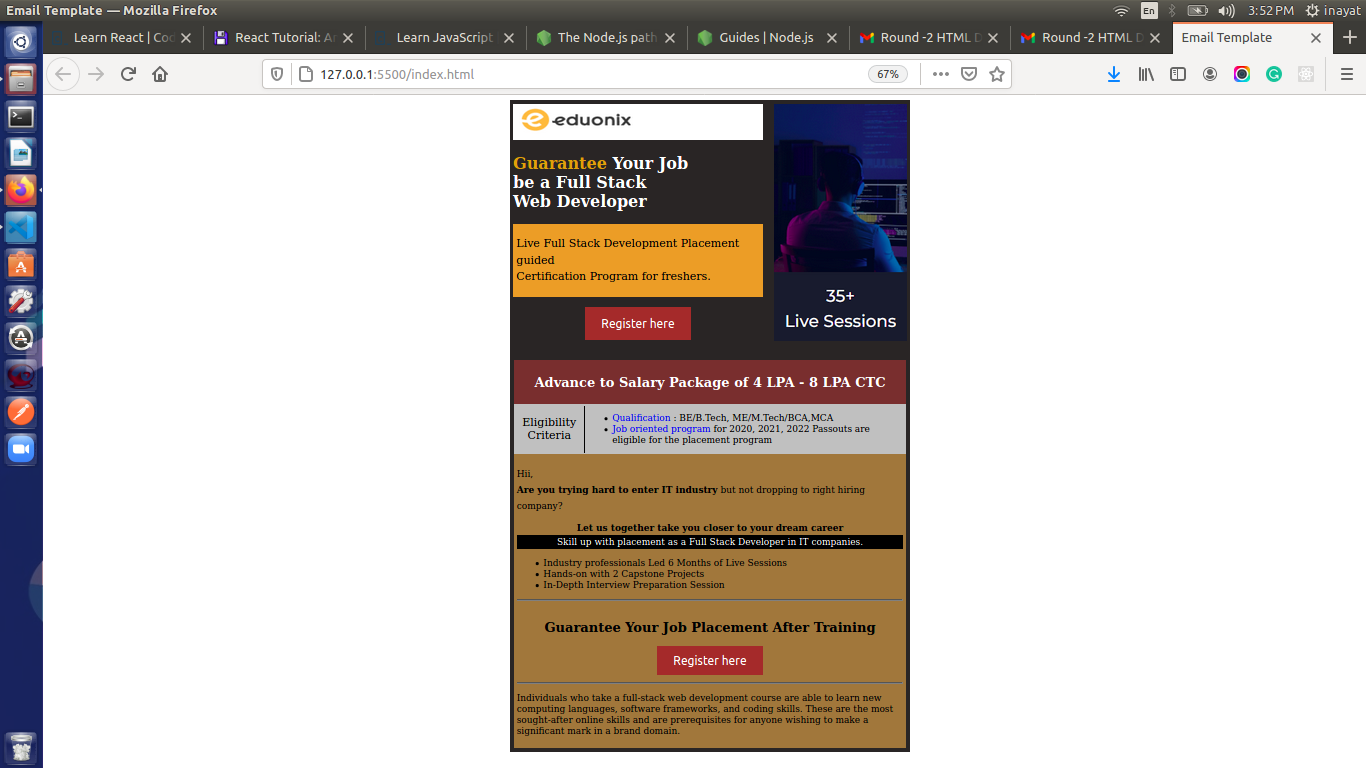 Email Template — Mozilla Firefox
En
3:52 PM
inayat
Learn React | Cod
React Tutorial: An
Learn JavaScript
The Node.js path
Guides | Node.js
Round -2 HTML D
Round -2 HTML D
Email Template
127.0.0.1:5500/index.html
67%
eduonix
Guarantee Your Job
be a Full Stack
Web Developer
Live Full Stack Development Placement
guided
Certification Program for freshers.
Register here
35+
Live Sessions
Advance to Salary Package of 4 LPA - 8 LPA CTC
Eligibility
Criteria
• Qualification : BE/B.Tech, ME/M.Tech/BCA,MCA
• Job oriented program for 2020, 2021, 2022 Passouts are
eligible for the placement program
Hii,
Are you trying hard to enter IT industry but not dropping to right hiring
company?
Let us together take you closer to your dream career
Skill up with placement as a Full Stack Developer in IT companies.
• Industry professionals Led 6 Months of Live Sessions
• Hands-on with 2 Capstone Projects
• In-Depth Interview Preparation Session
Guarantee Your Job Placement After Training
Register here
Individuals who take a full-stack web development course are able to learn new
computing languages, software frameworks, and coding skills. These are the most
sought-after online skills and are prerequisites for anyone wishing to make a
significant mark in a brand domain.